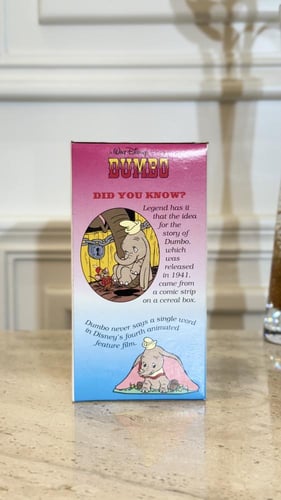 Walt Disney
DUMBO
DID YOU KNOW?
Legend has it
that the idea
for the
story of
Dumbo,
which
was
released
in 1941,
came from
a comic strip
on a cereal box.
Dumbo never says a single word
in Disney's fourth animated
feature film.